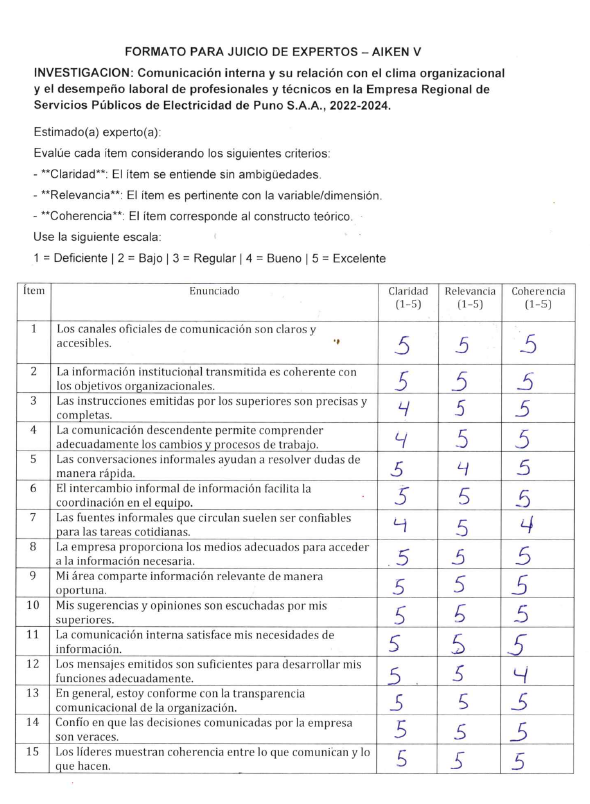 FORMATO PARA JUICIO DE EXPERTOS – AIKEN V
INVESTIGACION: Comunicación interna y su relación con el clima organizacional
y el desempeño laboral de profesionales y técnicos en la Empresa Regional de
Servicios Públicos de Electricidad de Puno S.A.A., 2022-2024.
Estimado(a) experto(a):
Evalúe cada ítem considerando los siguientes criterios:
- **Claridad**: El ítem se entiende sin ambigüedades.
- **Relevancia**: El ítem es pertinente con la variable/dimensión.
- **Coherencia**: El ítem corresponde al constructo teórico.
Use la siguiente escala:
1 = Deficiente | 2 = Bajo | 3 = Regular | 4 = Bueno | 5 = Excelente
Ítem Enunciado Claridad Relevancia Coherencia
(1–5) (1–5) (1–5)
1 Los canales oficiales de comunicación son claros y
accesibles. 5 5 5
2 La información institucional transmitida es coherente con
los objetivos organizacionales. 5 5 5
3 Las instrucciones emitidas por los superiores son precisas y
completas. 4 5 5
4 La comunicación descendente permite comprender
adecuadamente los cambios y procesos de trabajo. 4 5 5
5 Las conversaciones informales ayudan a resolver dudas de
manera rápida. 5 4 5
6 El intercambio informal de información facilita la
coordinación en el equipo. 5 5 5
7 Las fuentes informales que circulan suelen ser confiables
para las tareas cotidianas. 4 5 4
8 La empresa proporciona los medios adecuados para acceder
a la información necesaria. 5 5 5
9 Mi área comparte información relevante de manera
oportuna. 5 5 5
10 Mis sugerencias y opiniones son escuchadas por mis
superiores. 5 5 5
11 La comunicación interna satisface mis necesidades de
información. 5 5 5
12 Los mensajes emitidos son suficientes para desarrollar mis
funciones adecuadamente. 5 5 4
13 En general, estoy conforme con la transparencia
comunicacional de la organización. 5 5 5
14 Confío en que las decisiones comunicadas por la empresa
son veraces. 5 5 5
15 Los líderes muestran coherencia entre lo que comunican y lo
que hacen. 5 5 5